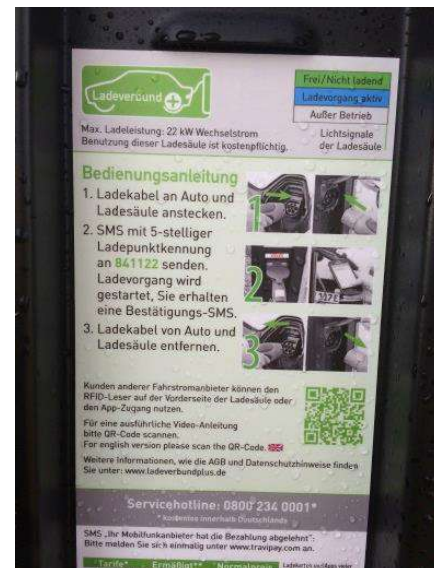 Ladeverbund +
Frei/Nicht ladend
Ladevorgang aktiv
Außer Betrieb
Lichtsignale
der Ladesäule
Max. Ladeleistung: 22 kW Wechselstrom
Benutzung dieser Ladesäule ist kostenpflichtig.
Bedienungsanleitung
1. Ladekabel an Auto und
Ladesäule anstecken.
2. SMS mit 5-stelliger
Ladepunktkennung
an 841122 senden.
Ladevorgang wird
gestartet, Sie erhalten
eine Bestätigungs-SMS.
3. Ladekabel von Auto und
Ladesäule entfernen.
1
2
3
Kunden anderer Fahrstromanbieter können den
RFID-Leser auf der Vorderseite der Ladesäule oder
den App-Zugang nutzen.
Für eine ausführliche Video-Anleitung
bitte QR-Code scannen.
For english version please scan the QR-Code.
Weitere Informationen, wie die AGB und Datenschutzhinweise finden
Sie unter: www.ladeverbundplus.de
Servicehotline: 0800 234 0001*
* kostenlos innerhalb Deutschlands
SMS „Ihr Mobilfunkanbieter hat die Bezahlung abgelehnt":
Bitte melden Sie sich einmalig unter www.travipay.com an.
Tarife* Ermäßigt** Normalpreis